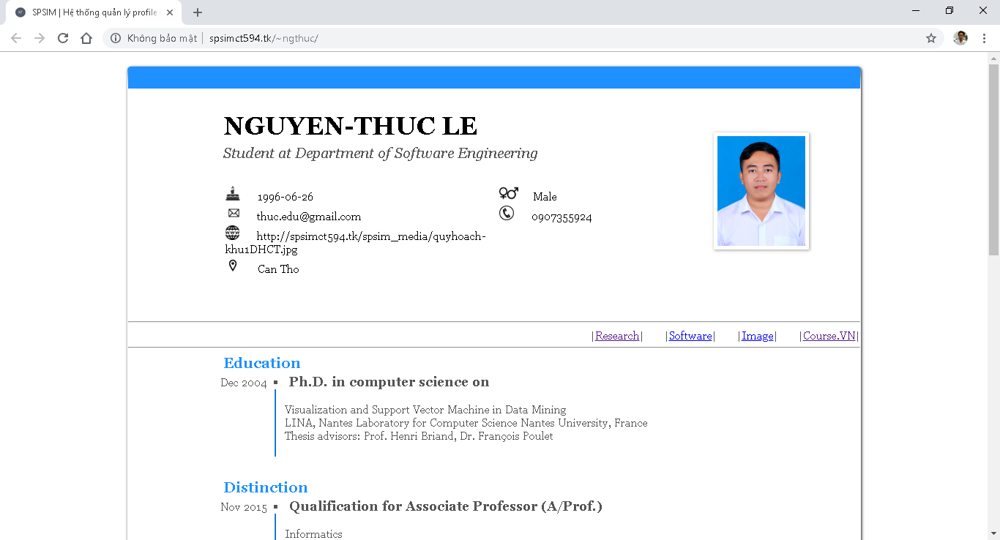 SPSIM | Hệ thống quản lý profile
Không bảo mật | spsimct594.tk/~ngthuc/
NGUYEN-THUC LE
Student at Department of Software Engineering
1996-06-26
Male
thuc.edu@gmail.com
0907355924
http://spsimct594.tk/spsim_media/quyhoach-
khu1DHCT.jpg
Can Tho
|Research| |Software| |Image| |Course.VN|
Education
Dec 2004 ▪ Ph.D. in computer science on
Visualization and Support Vector Machine in Data Mining
LINA, Nantes Laboratory for Computer Science Nantes University, France
Thesis advisors: Prof. Henri Briand, Dr. François Poulet
Distinction
Nov 2015 ▪ Qualification for Associate Professor (A/Prof.)
Informatics